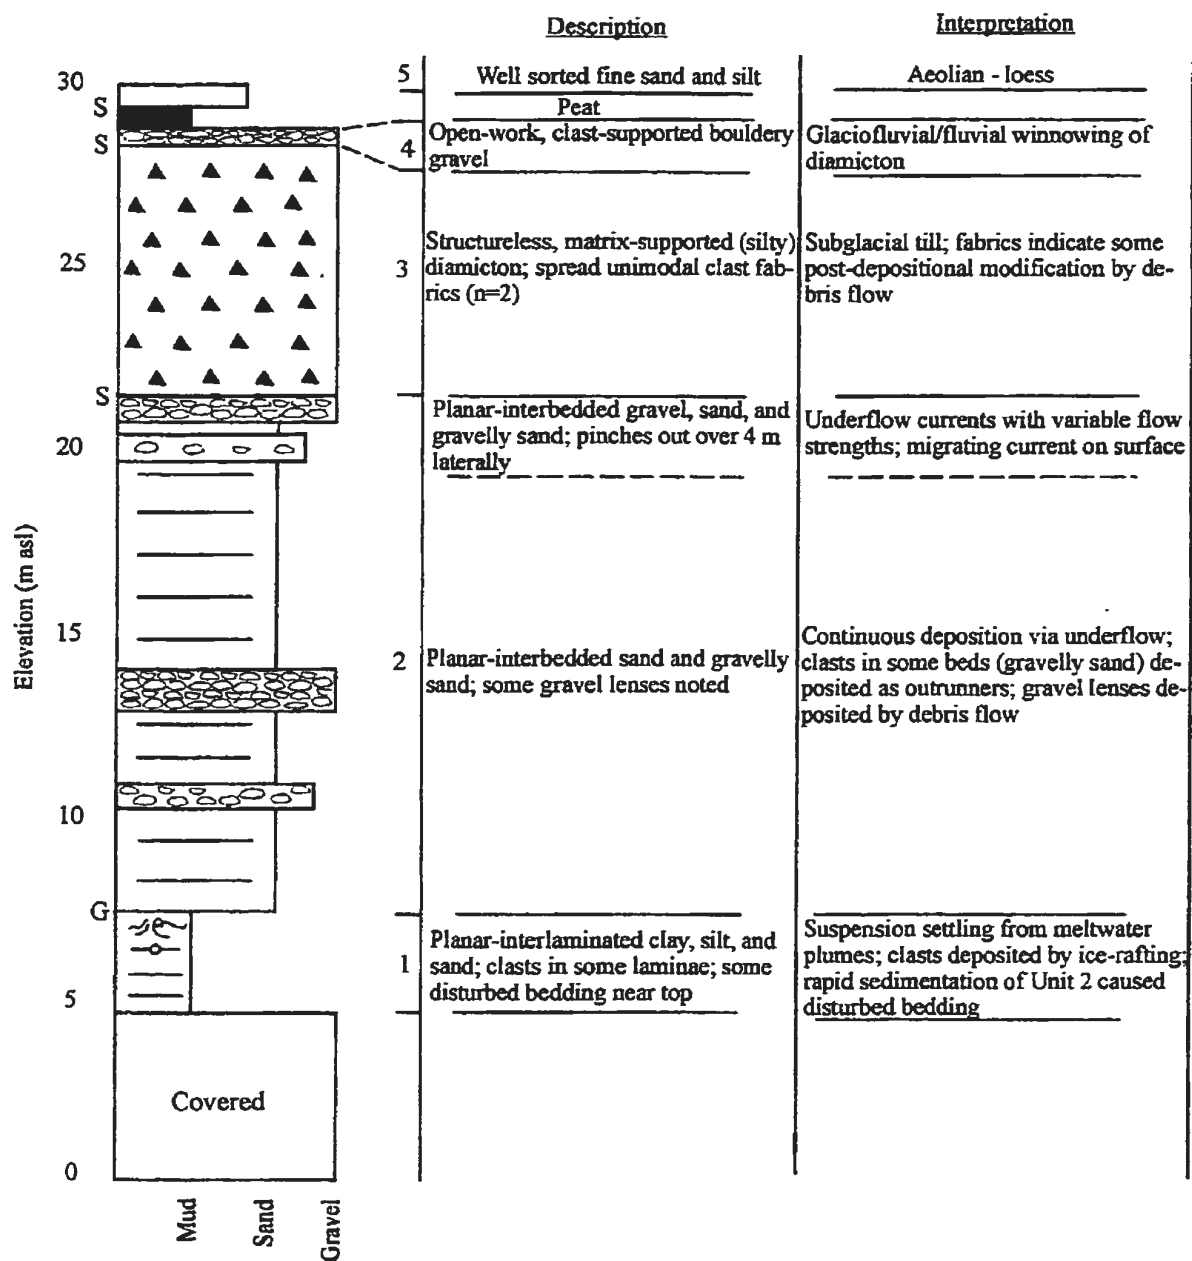 Description
Interpretation
30
S
S
25
S
20
15
10
G
5
0
Elevation (m asl)
Covered
Mud
Sand
Gravel
5
Well sorted fine sand and silt
Aeolian - loess
Peat
4
Open-work, clast-supported bouldery
gravel
Glaciofluvial/fluvial winnowing of
diamicton
3
Structureless, matrix-supported (silty)
diamicton; spread unimodal clast fab-
rics (n=2)
Subglacial till; fabrics indicate some
post-depositional modification by de-
bris flow
Planar-interbedded gravel, sand, and
gravelly sand; pinches out over 4 m
laterally
Underflow currents with variable flow
strengths; migrating current on surface
2
Planar-interbedded sand and gravelly
sand; some gravel lenses noted
Continuous deposition via underflow;
clasts in some beds (gravelly sand) de-
posited as outrunners; gravel lenses de-
posited by debris flow
1
Planar-interlaminated clay, silt, and
sand; clasts in some laminae; some
disturbed bedding near top
Suspension settling from meltwater
plumes; clasts deposited by ice-rafting;
rapid sedimentation of Unit 2 caused
disturbed bedding